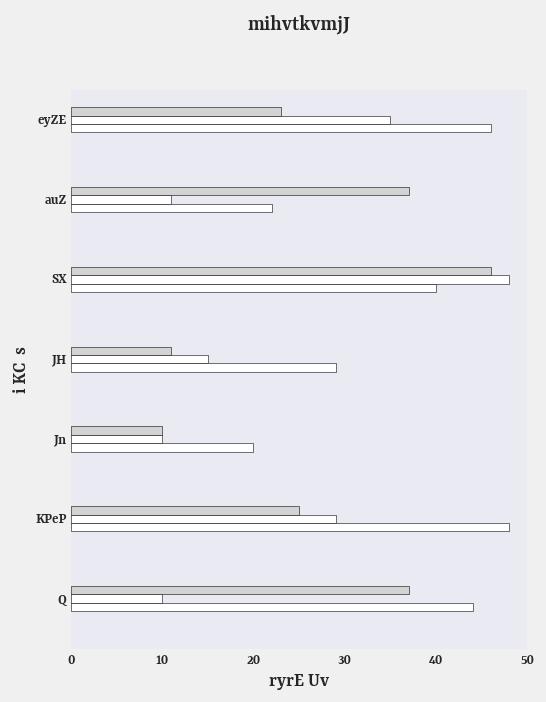 mihvtkvmjJ
eyZE
auZ
SX
JH
Jn
KPeP
Q
i KC  s
0 10 20 30 40 50
ryrE Uv